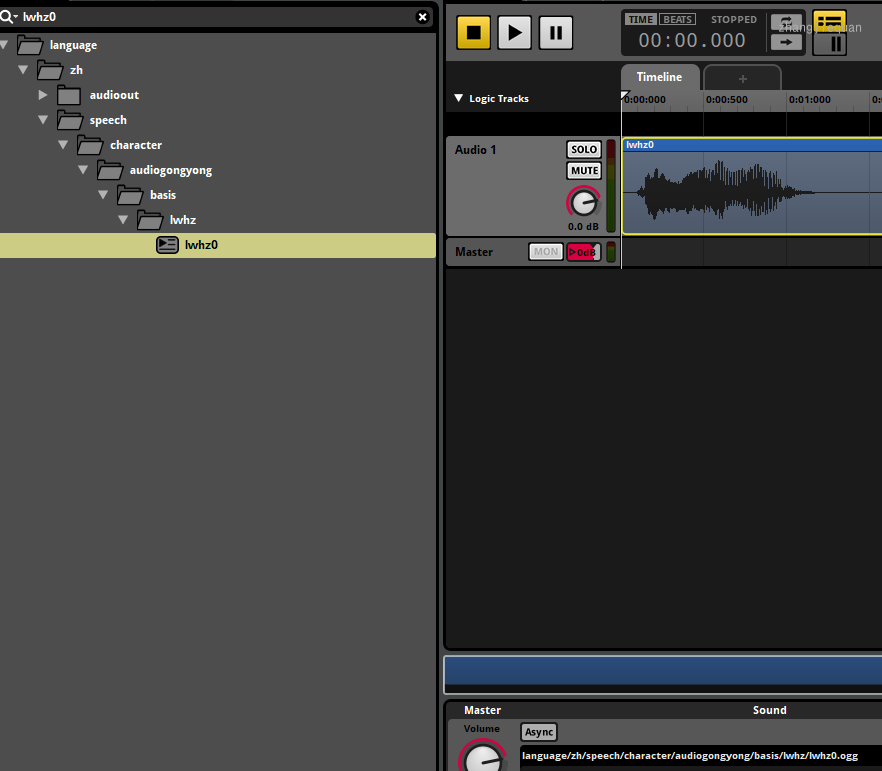 lwhz0
language
zh
audioout
speech
character
audiogongyong
basis
lwhz
lwhz0
TIME BEATS STOPPED
00:00.000
Timeline
+
Logic Tracks
0:00:000 0:00:500 0:01:000 0:0
Audio 1
SOLO
MUTE
0.0 dB
lwhz0
Master
MON
0dB
Master
Sound
Volume
Async
language/zh/speech/character/audiogongyong/basis/lwhz/lwhz0.ogg